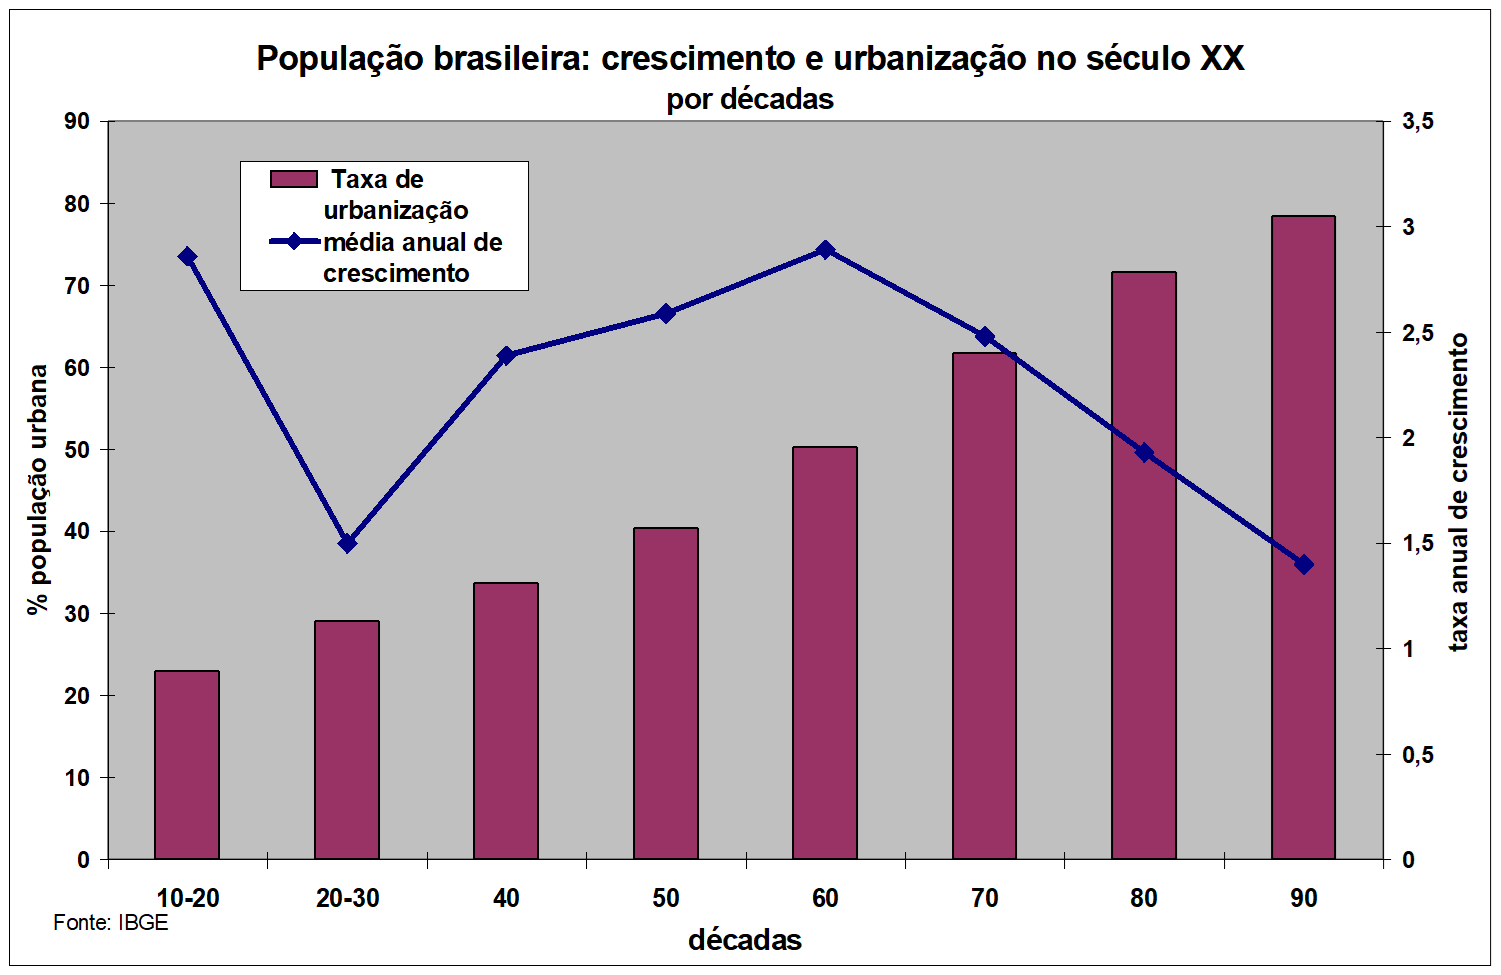 População brasileira: crescimento e urbanização no século XX
por décadas
90
80
70
60
50
40
30
20
10
0
% população urbana
Taxa de
urbanização
média anual de
crescimento
3,5
3
2,5
2
1,5
1
0,5
0
taxa anual de crescimento
10-20 20-30 40 50 60 70 80 90
Fonte: IBGE
décadas